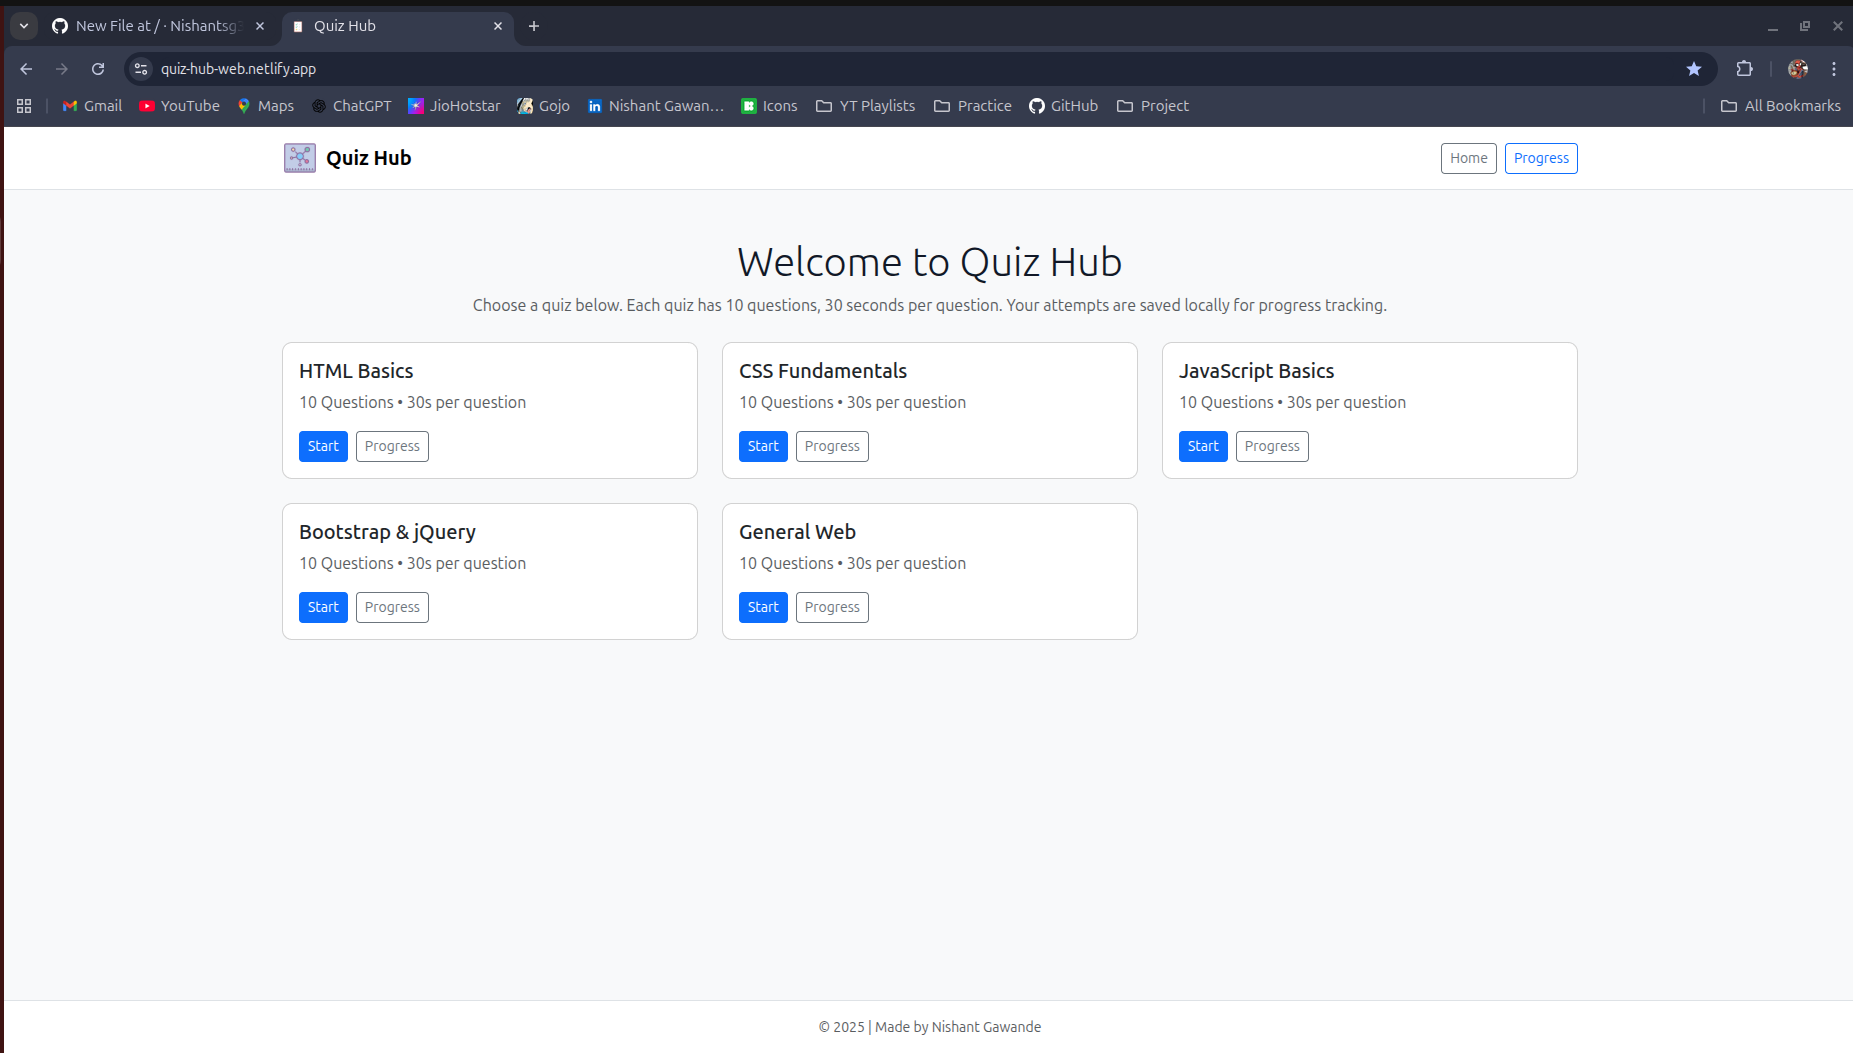 New File at / · Nishantsg
Quiz Hub
quiz-hub-web.netlify.app
Gmail YouTube Maps ChatGPT JioHotstar Gojo Nishant Gawan... Icons YT Playlists Practice GitHub Project All Bookmarks
Quiz Hub
Home Progress
Welcome to Quiz Hub
Choose a quiz below. Each quiz has 10 questions, 30 seconds per question. Your attempts are saved locally for progress tracking.
HTML Basics
10 Questions • 30s per question
Start Progress
CSS Fundamentals
10 Questions • 30s per question
Start Progress
JavaScript Basics
10 Questions • 30s per question
Start Progress
Bootstrap & jQuery
10 Questions • 30s per question
Start Progress
General Web
10 Questions • 30s per question
Start Progress
© 2025 | Made by Nishant Gawande